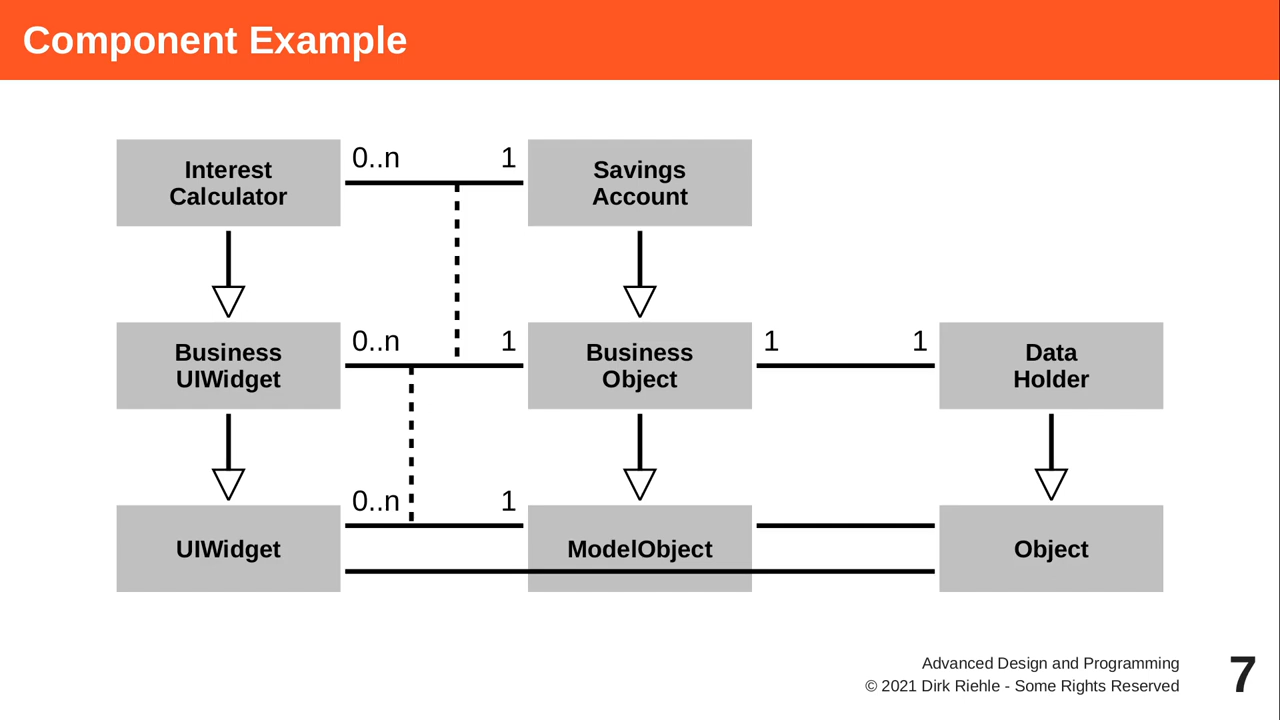 Component Example
0..n
1
Interest
Calculator
Savings
Account
0..n
1
1
1
Business
UIWidget
Business
Object
Data
Holder
0..n
1
UIWidget
ModelObject
Object
Advanced Design and Programming
© 2021 Dirk Riehle - Some Rights Reserved
7